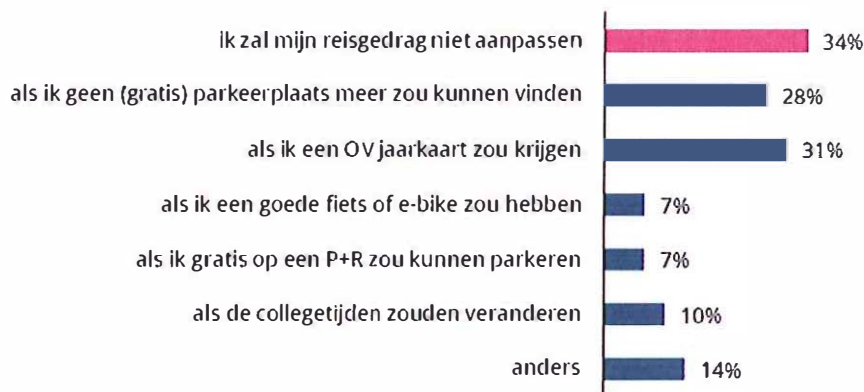 ik zal mijn reisgedrag niet aanpassen 34%
als ik geen (gratis) parkeerplaats meer zou kunnen vinden 28%
als ik een OV jaarkaart zou krijgen 31%
als ik een goede fiets of e-bike zou hebben 7%
als ik gratis op een P+R zou kunnen parkeren 7%
als de collegetijden zouden veranderen 10%
anders 14%